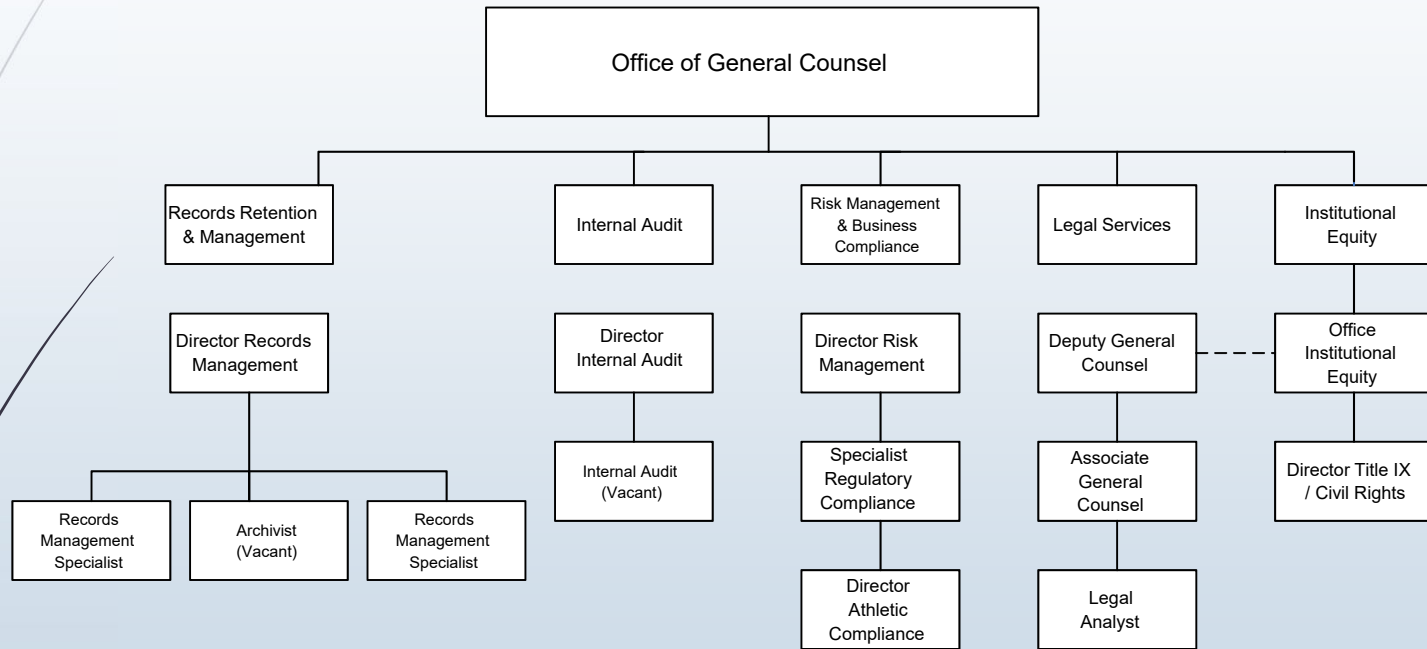 Office of General Counsel
Records Retention
& Management
Internal Audit
Risk Management
& Business
Compliance
Legal Services
Institutional
Equity
Director Records
Management
Director
Internal Audit
Director Risk
Management
Deputy General
Counsel
Office
Institutional
Equity
Internal Audit
(Vacant)
Specialist
Regulatory
Compliance
Associate
General
Counsel
Director Title IX
/ Civil Rights
Records
Management
Specialist
Archivist
(Vacant)
Records
Management
Specialist
Director
Athletic
Compliance
Legal
Analyst